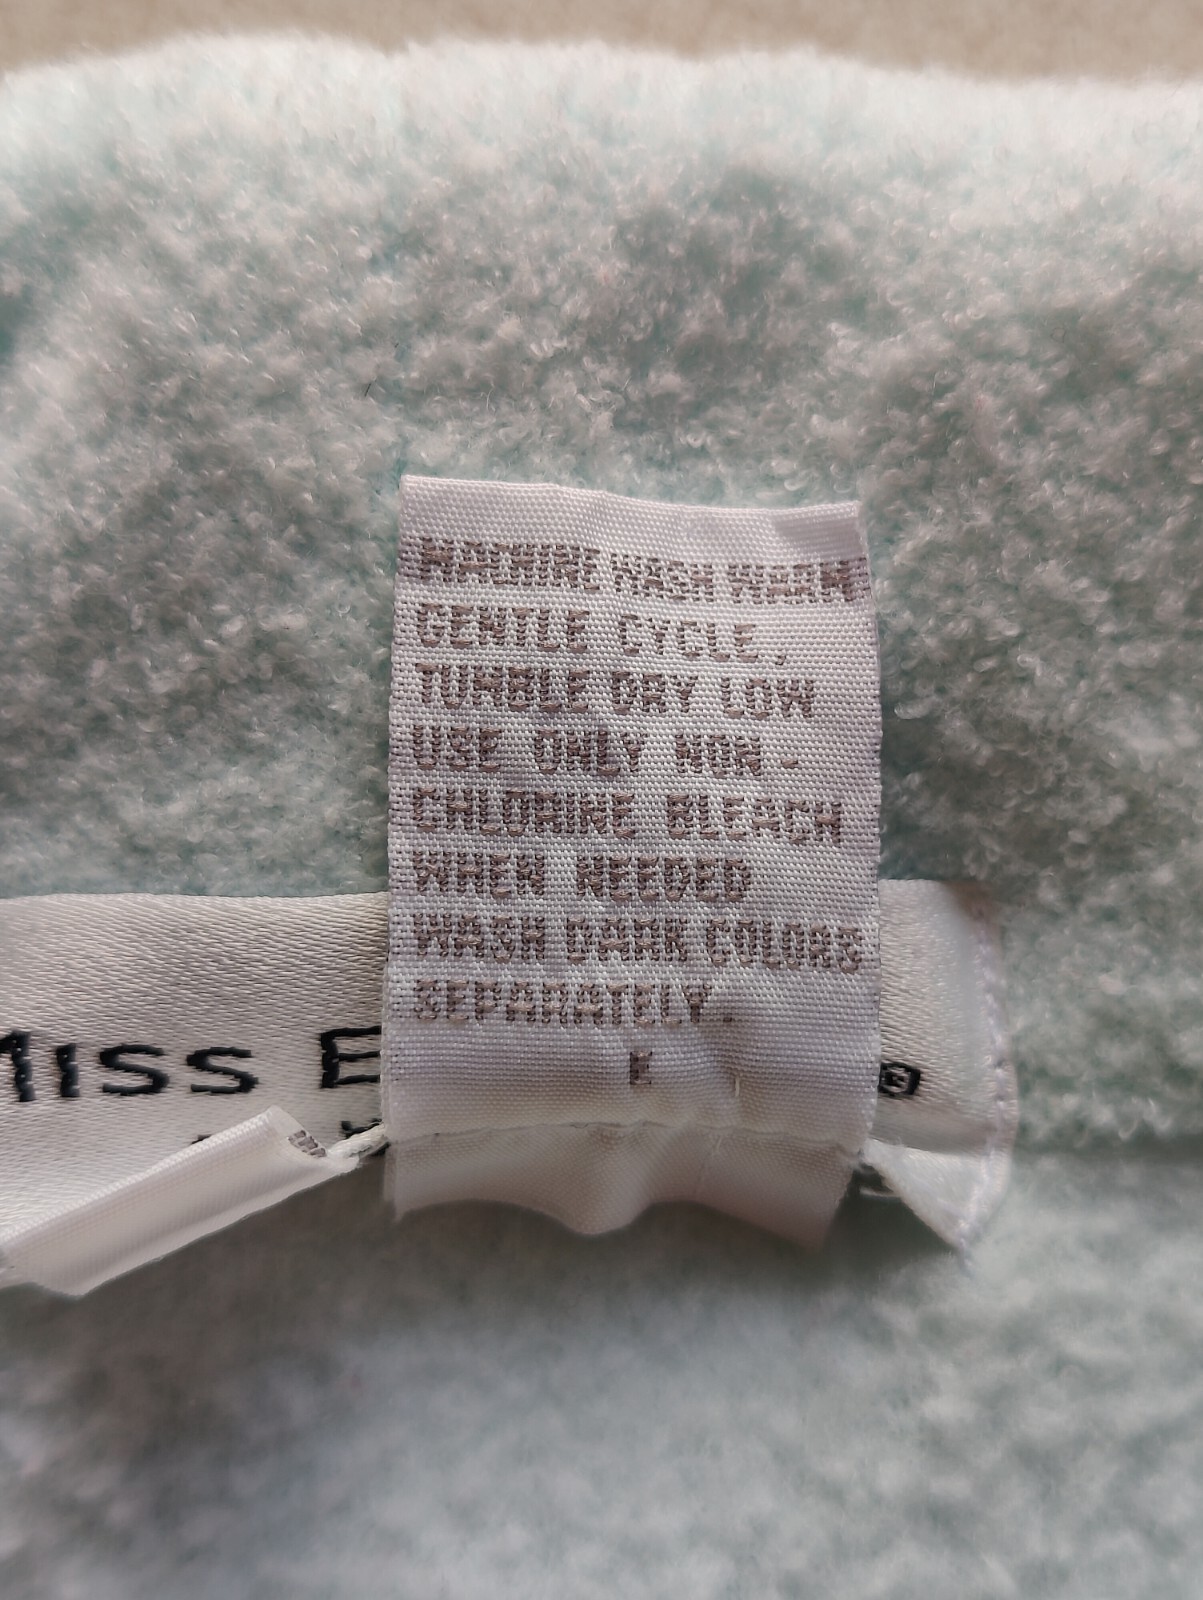 MACHINE WASH WARM
GENTLE CYCLE,
TUMBLE DRY LOW
USE ONLY NON-
CHLORINE BLEACH
WHEN NEEDED
WASH DARK COLORS
SEPARATELY.
K
MISS E
®